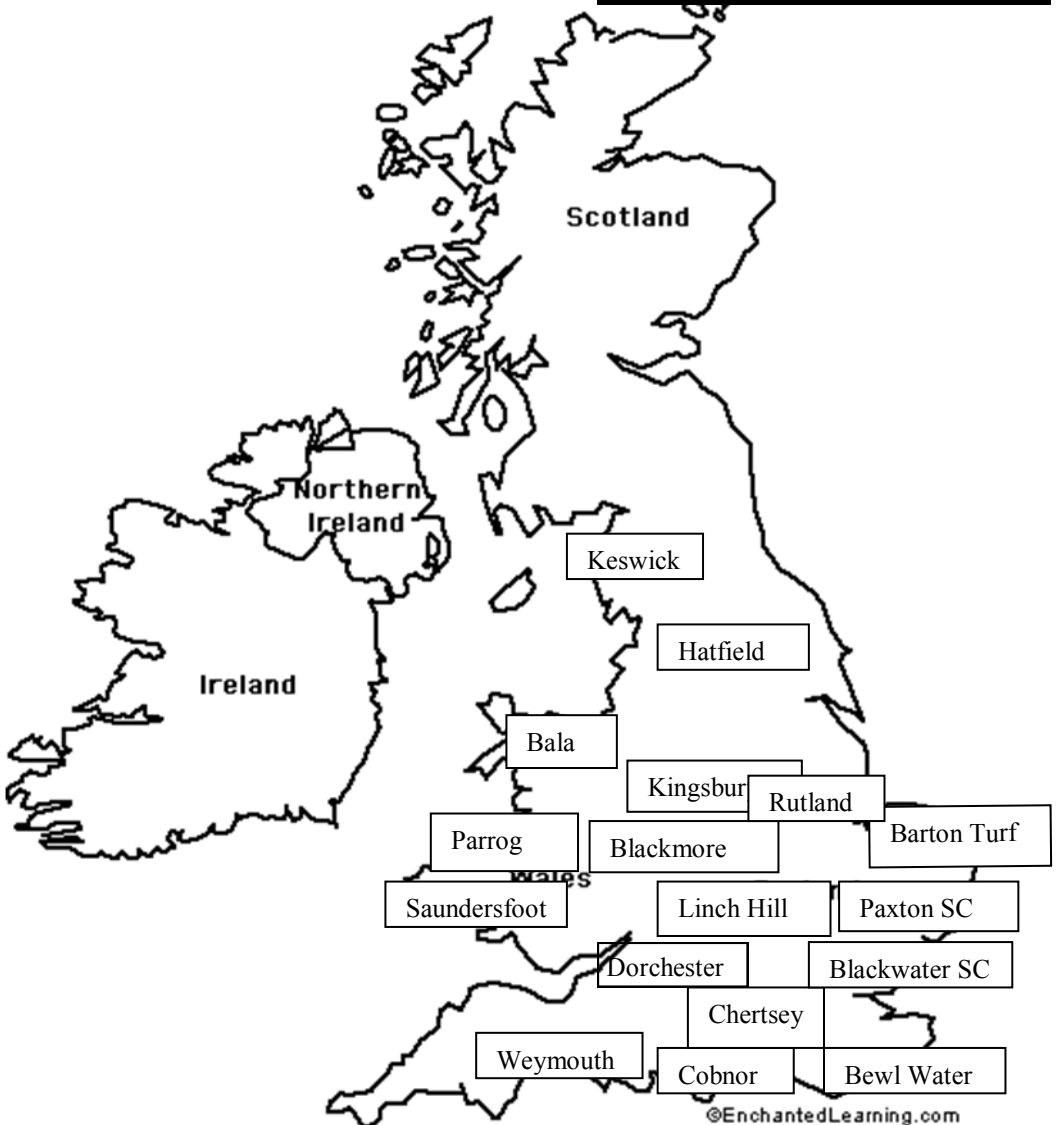 Scotland
Northern
Ireland
Keswick
Hatfield
Ireland
Bala
Kingsbur
Rutland
Barton Turf
Parrog
Blackmore
Wales
Saundersfoot
Linch Hill
Paxton SC
Dorchester
Blackwater SC
Chertsey
Weymouth
Cobnor
Bewl Water
©EnchantedLearning.com